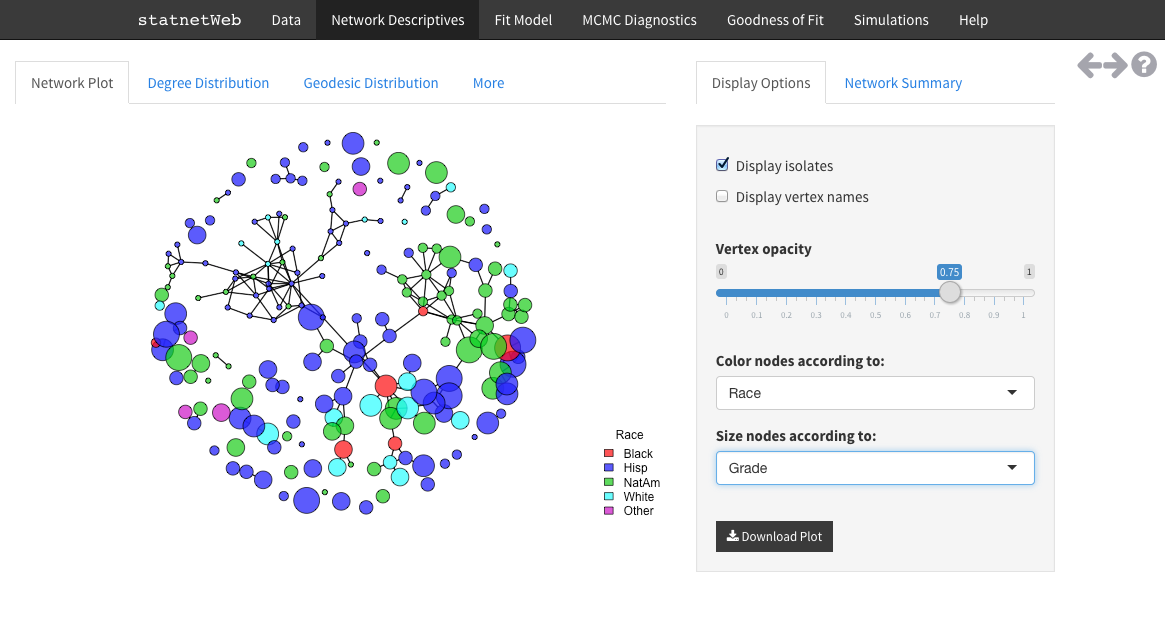 statnetWeb Data Network Descriptives Fit Model MCMC Diagnostics Goodness of Fit Simulations Help
Network Plot Degree Distribution Geodesic Distribution More
Display Options Network Summary
?
Display isolates
Display vertex names
Vertex opacity
0 0.75 1
0 0.1 0.2 0.3 0.4 0.5 0.6 0.7 0.8 0.9 1
Color nodes according to:
Race
Size nodes according to:
Grade
Download Plot
Race
Black
Hisp
NatAm
White
Other